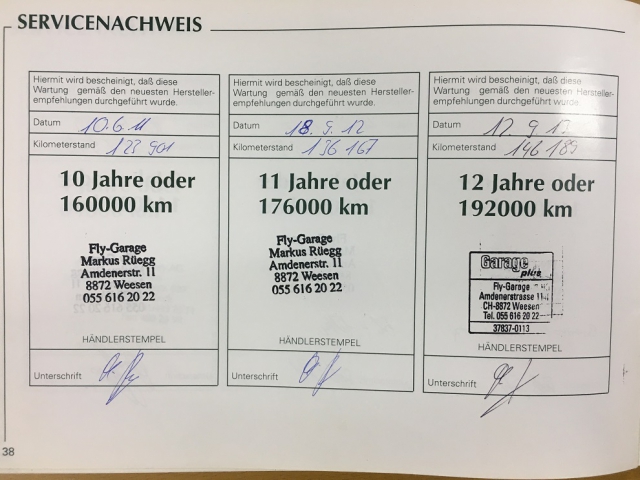 SERVICENACHWEIS
Hiermit wird bescheinigt, daß diese
Wartung gemäß den neuesten Hersteller-
empfehlungen durchgeführt wurde.
Datum 10.6.11
Kilometerstand 123 901
10 Jahre oder
160000 km
Fly-Garage
Markus Rüegg
Amdenerstr. 11
8872 Weesen
055 616 20 22
HÄNDLERSTEMPEL
Unterschrift
Hiermit wird bescheinigt, daß diese
Wartung gemäß den neuesten Hersteller-
empfehlungen durchgeführt wurde.
Datum 18.9.12
Kilometerstand 136 167
11 Jahre oder
176000 km
Fly-Garage
Markus Rüegg
Amdenerstr. 11
8872 Weesen
055 616 20 22
HÄNDLERSTEMPEL
Unterschrift
Hiermit wird bescheinigt, daß diese
Wartung gemäß den neuesten Hersteller-
empfehlungen durchgeführt wurde.
Datum 12.9.13
Kilometerstand 146 189
12 Jahre oder
192000 km
Garage
plus
Fly-Garage
Amdenerstrasse 11
CH-8872 Weesen
Tel. 055 616 20 22
37837-0113
HÄNDLERSTEMPEL
Unterschrift
38